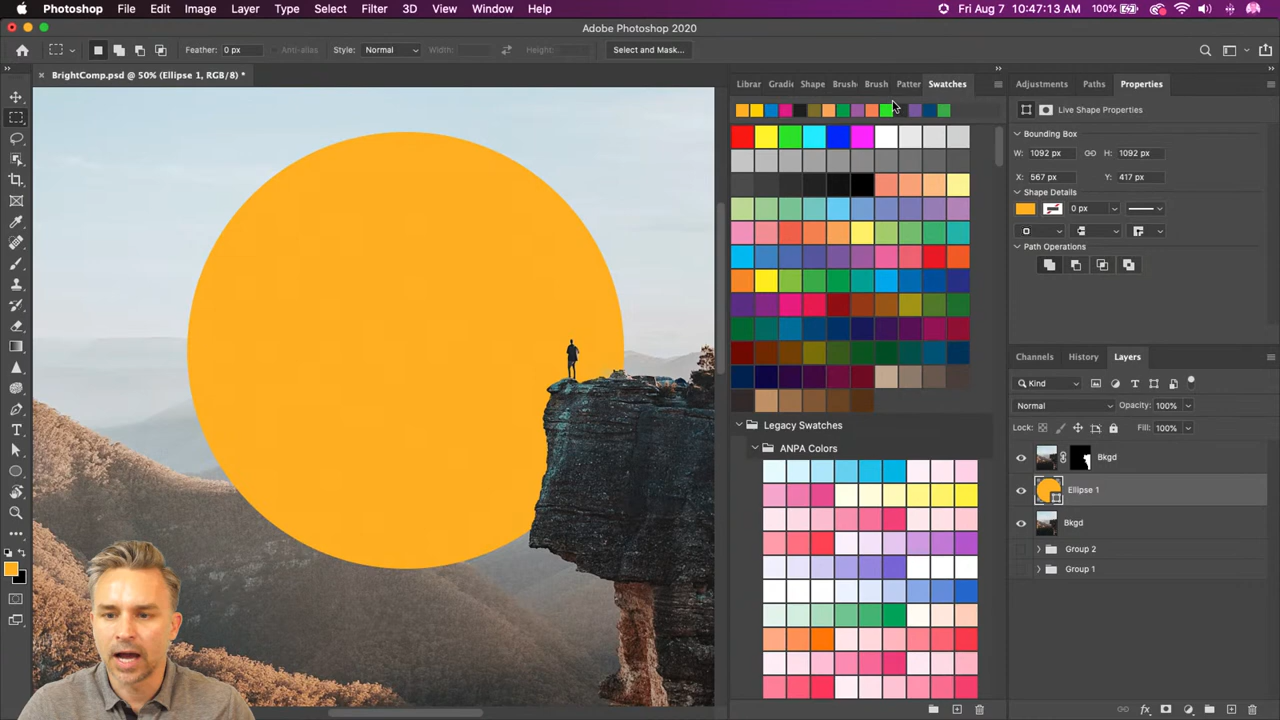 Photoshop File Edit Image Layer Type Select Filter 3D View Window Help 100% Fri Aug 7 10:47:13 AM
Adobe Photoshop 2020
Feather: 0 px Anti-alias Style: Normal Width: Height: Select and Mask...
BrightComp.psd @ 50% (Ellipse 1, RGB/8) *
Librar Gradie Shape Brushe Brush Patter Swatches
Legacy Swatches
ANPA Colors
Adjustments Paths Properties
Live Shape Properties
Bounding Box
W: 1092 px H: 1092 px
X: 567 px Y: 417 px
Shape Details
0 px
Path Operations
Channels History Layers
Kind
Normal Opacity: 100%
Lock: Fill: 100%
Bkgd
Ellipse 1
Bkgd
Group 2
Group 1